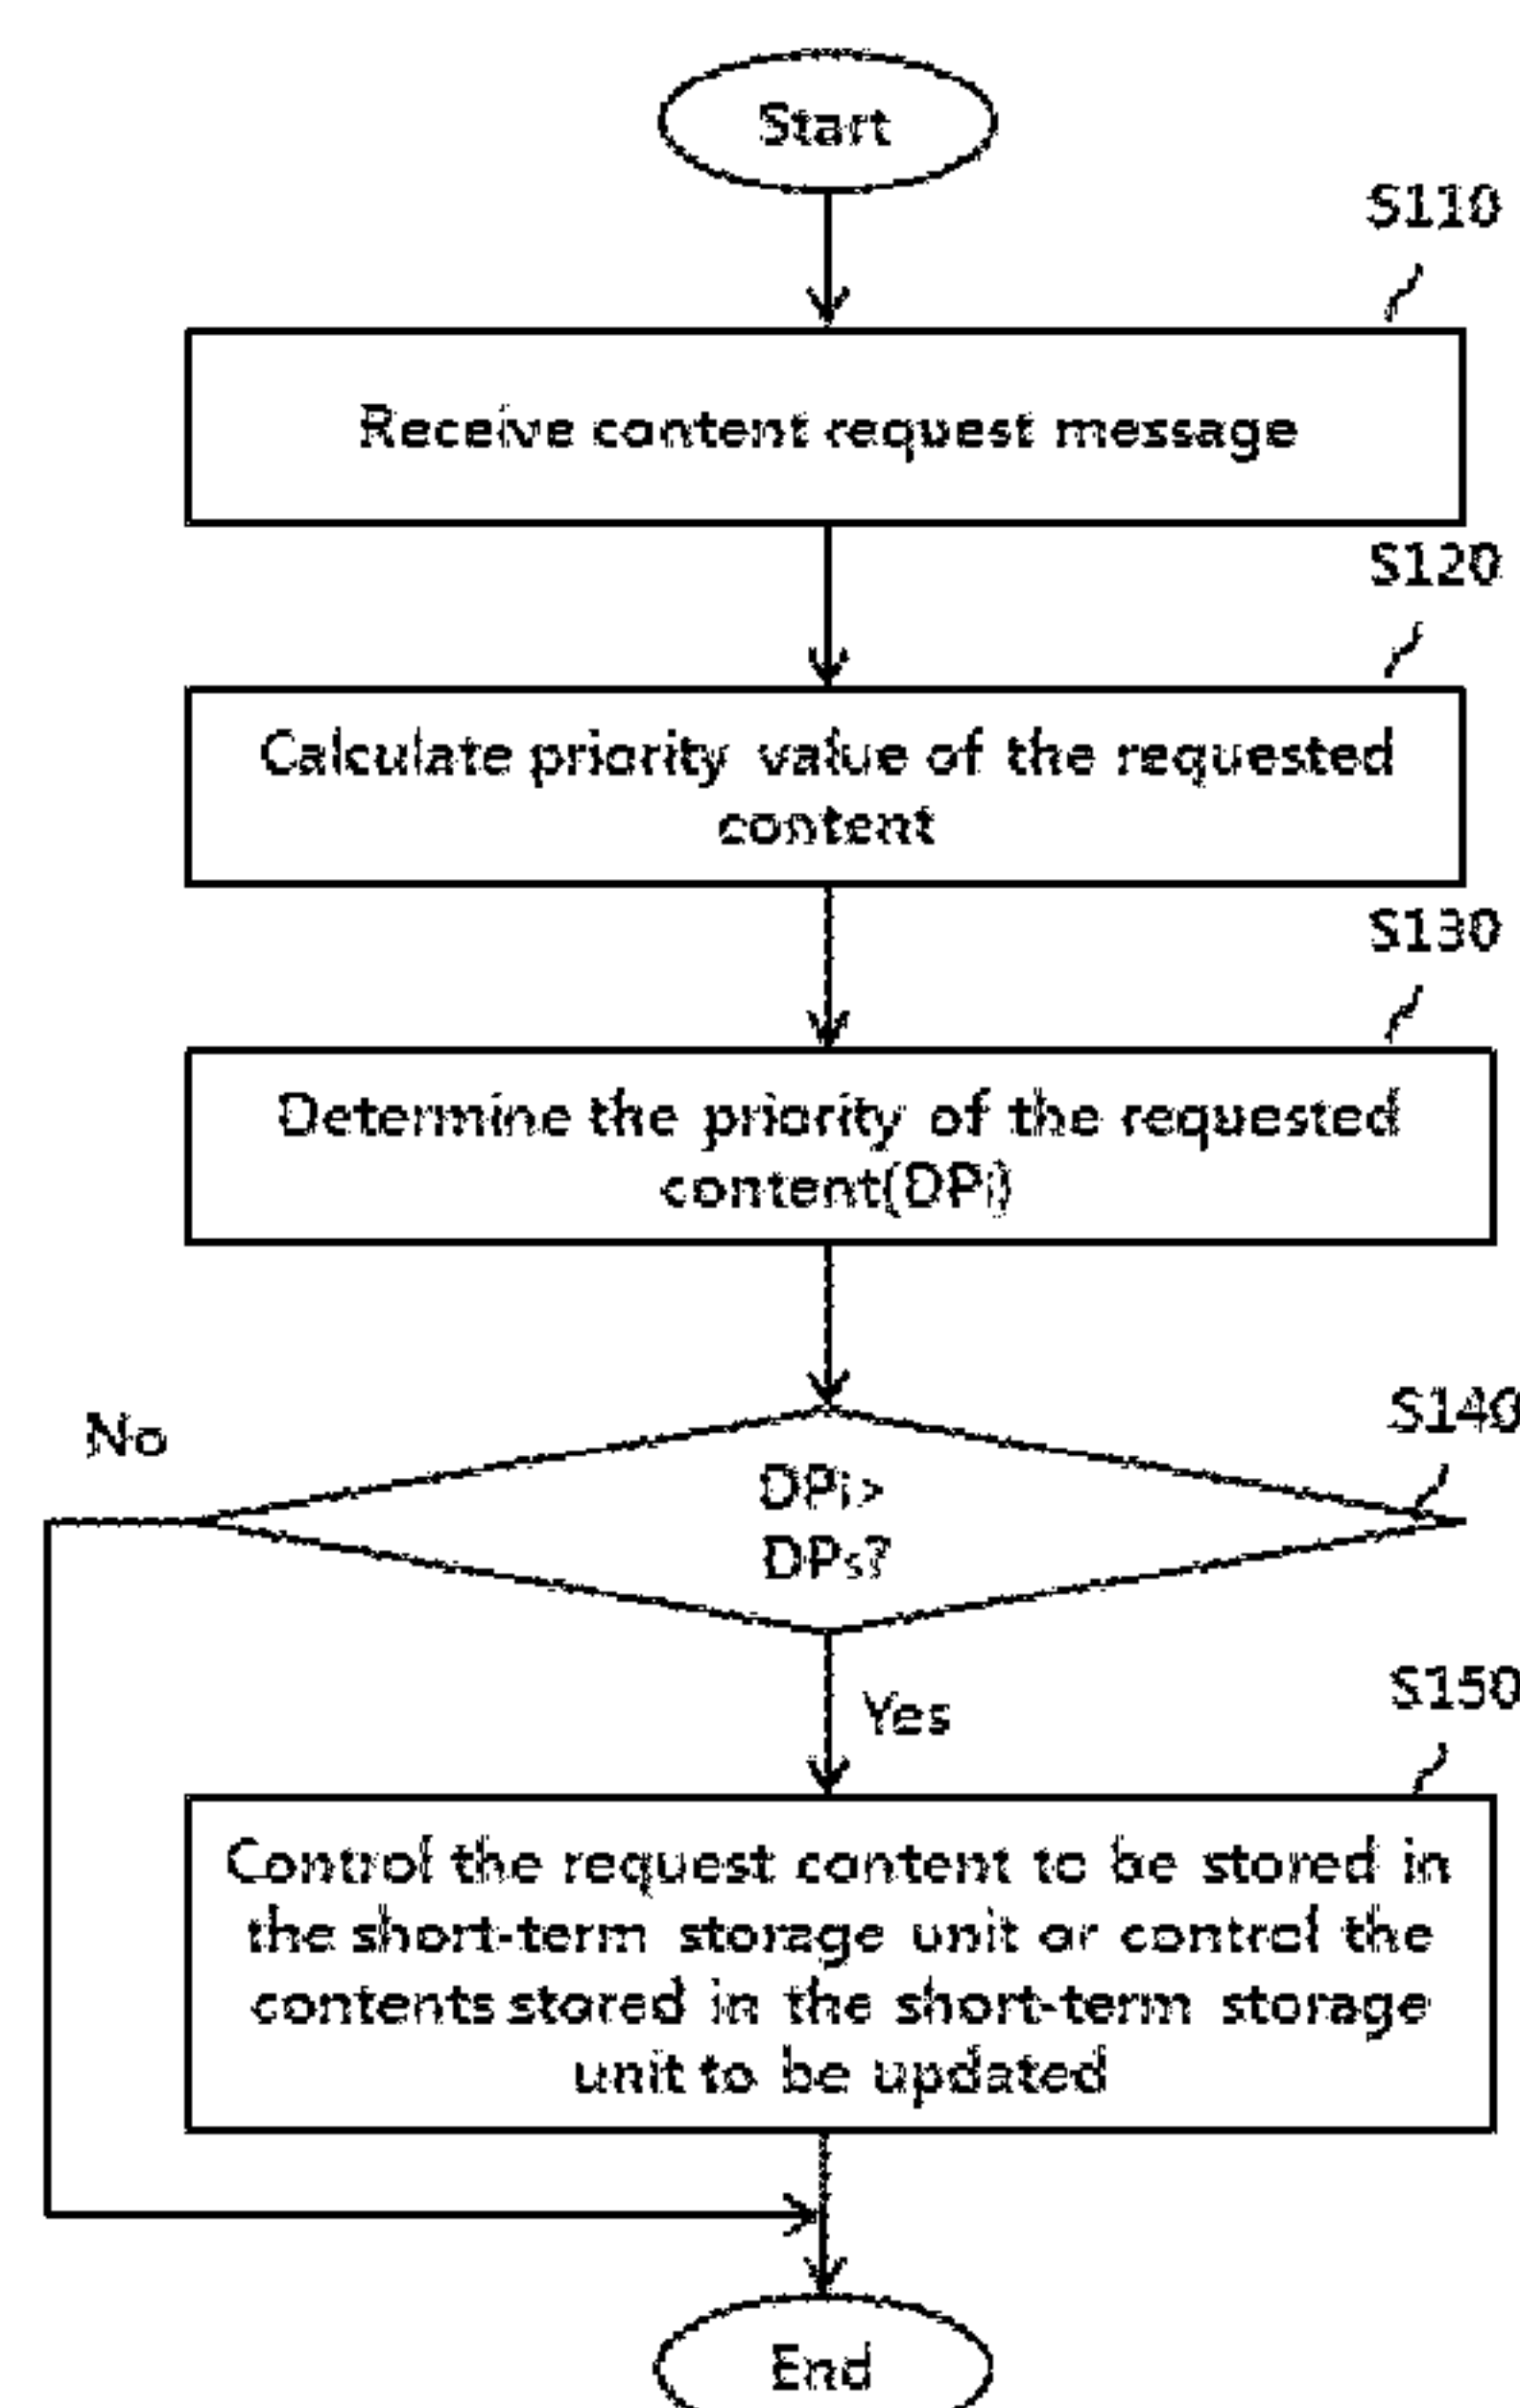 Start
S110
Receive content request message
S120
Calculate priority value of the requested
content
S130
Determine the priority of the requested
content(DPi)
No
S140
DPi>
DPs?
Yes
S150
Control the request content to be stored in
the short-term storage unit or control the
contents stored in the short-term storage
unit to be updated
End